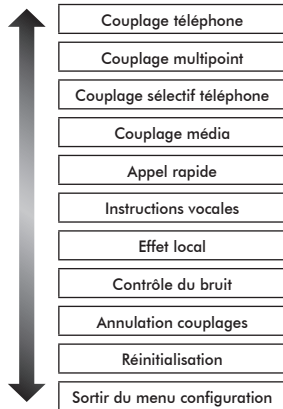 Couplage téléphone
Couplage multipoint
Couplage sélectif téléphone
Couplage média
Appel rapide
Instructions vocales
Effet local
Contrôle du bruit
Annulation couplages
Réinitialisation
Sortir du menu configuration